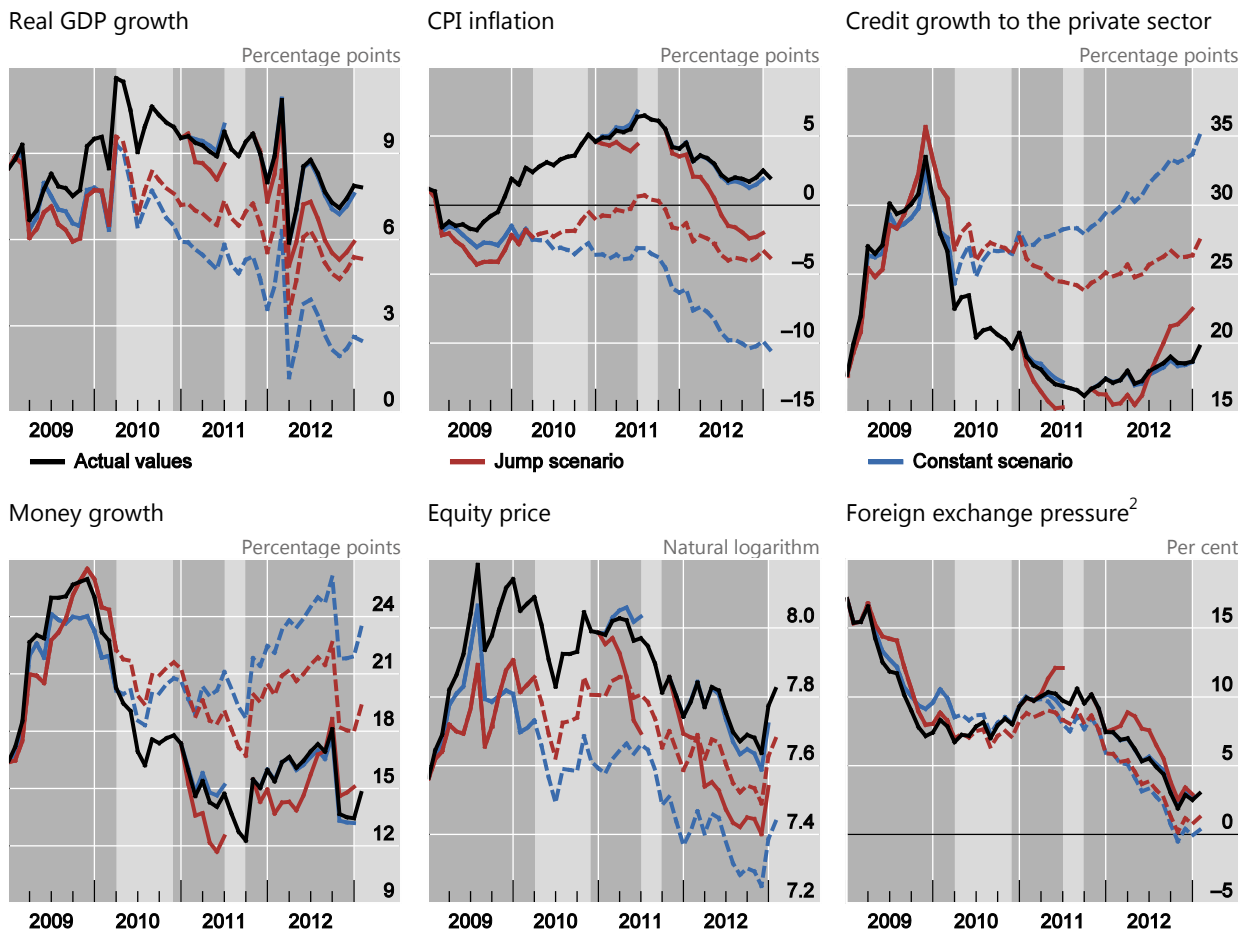 Real GDP growth
CPI inflation
Credit growth to the private sector
Percentage points
Percentage points
Percentage points
9
6
3
0
5
0
–5
–10
–15
35
30
25
20
15
2009 2010 2011 2012
2009 2010 2011 2012
2009 2010 2011 2012
Actual values
Jump scenario
Constant scenario
Money growth
Equity price
Foreign exchange pressure²
Percentage points
Natural logarithm
Per cent
24
21
18
15
12
9
8.0
7.8
7.6
7.4
7.2
15
10
5
0
–5
2009 2010 2011 2012
2009 2010 2011 2012
2009 2010 2011 2012